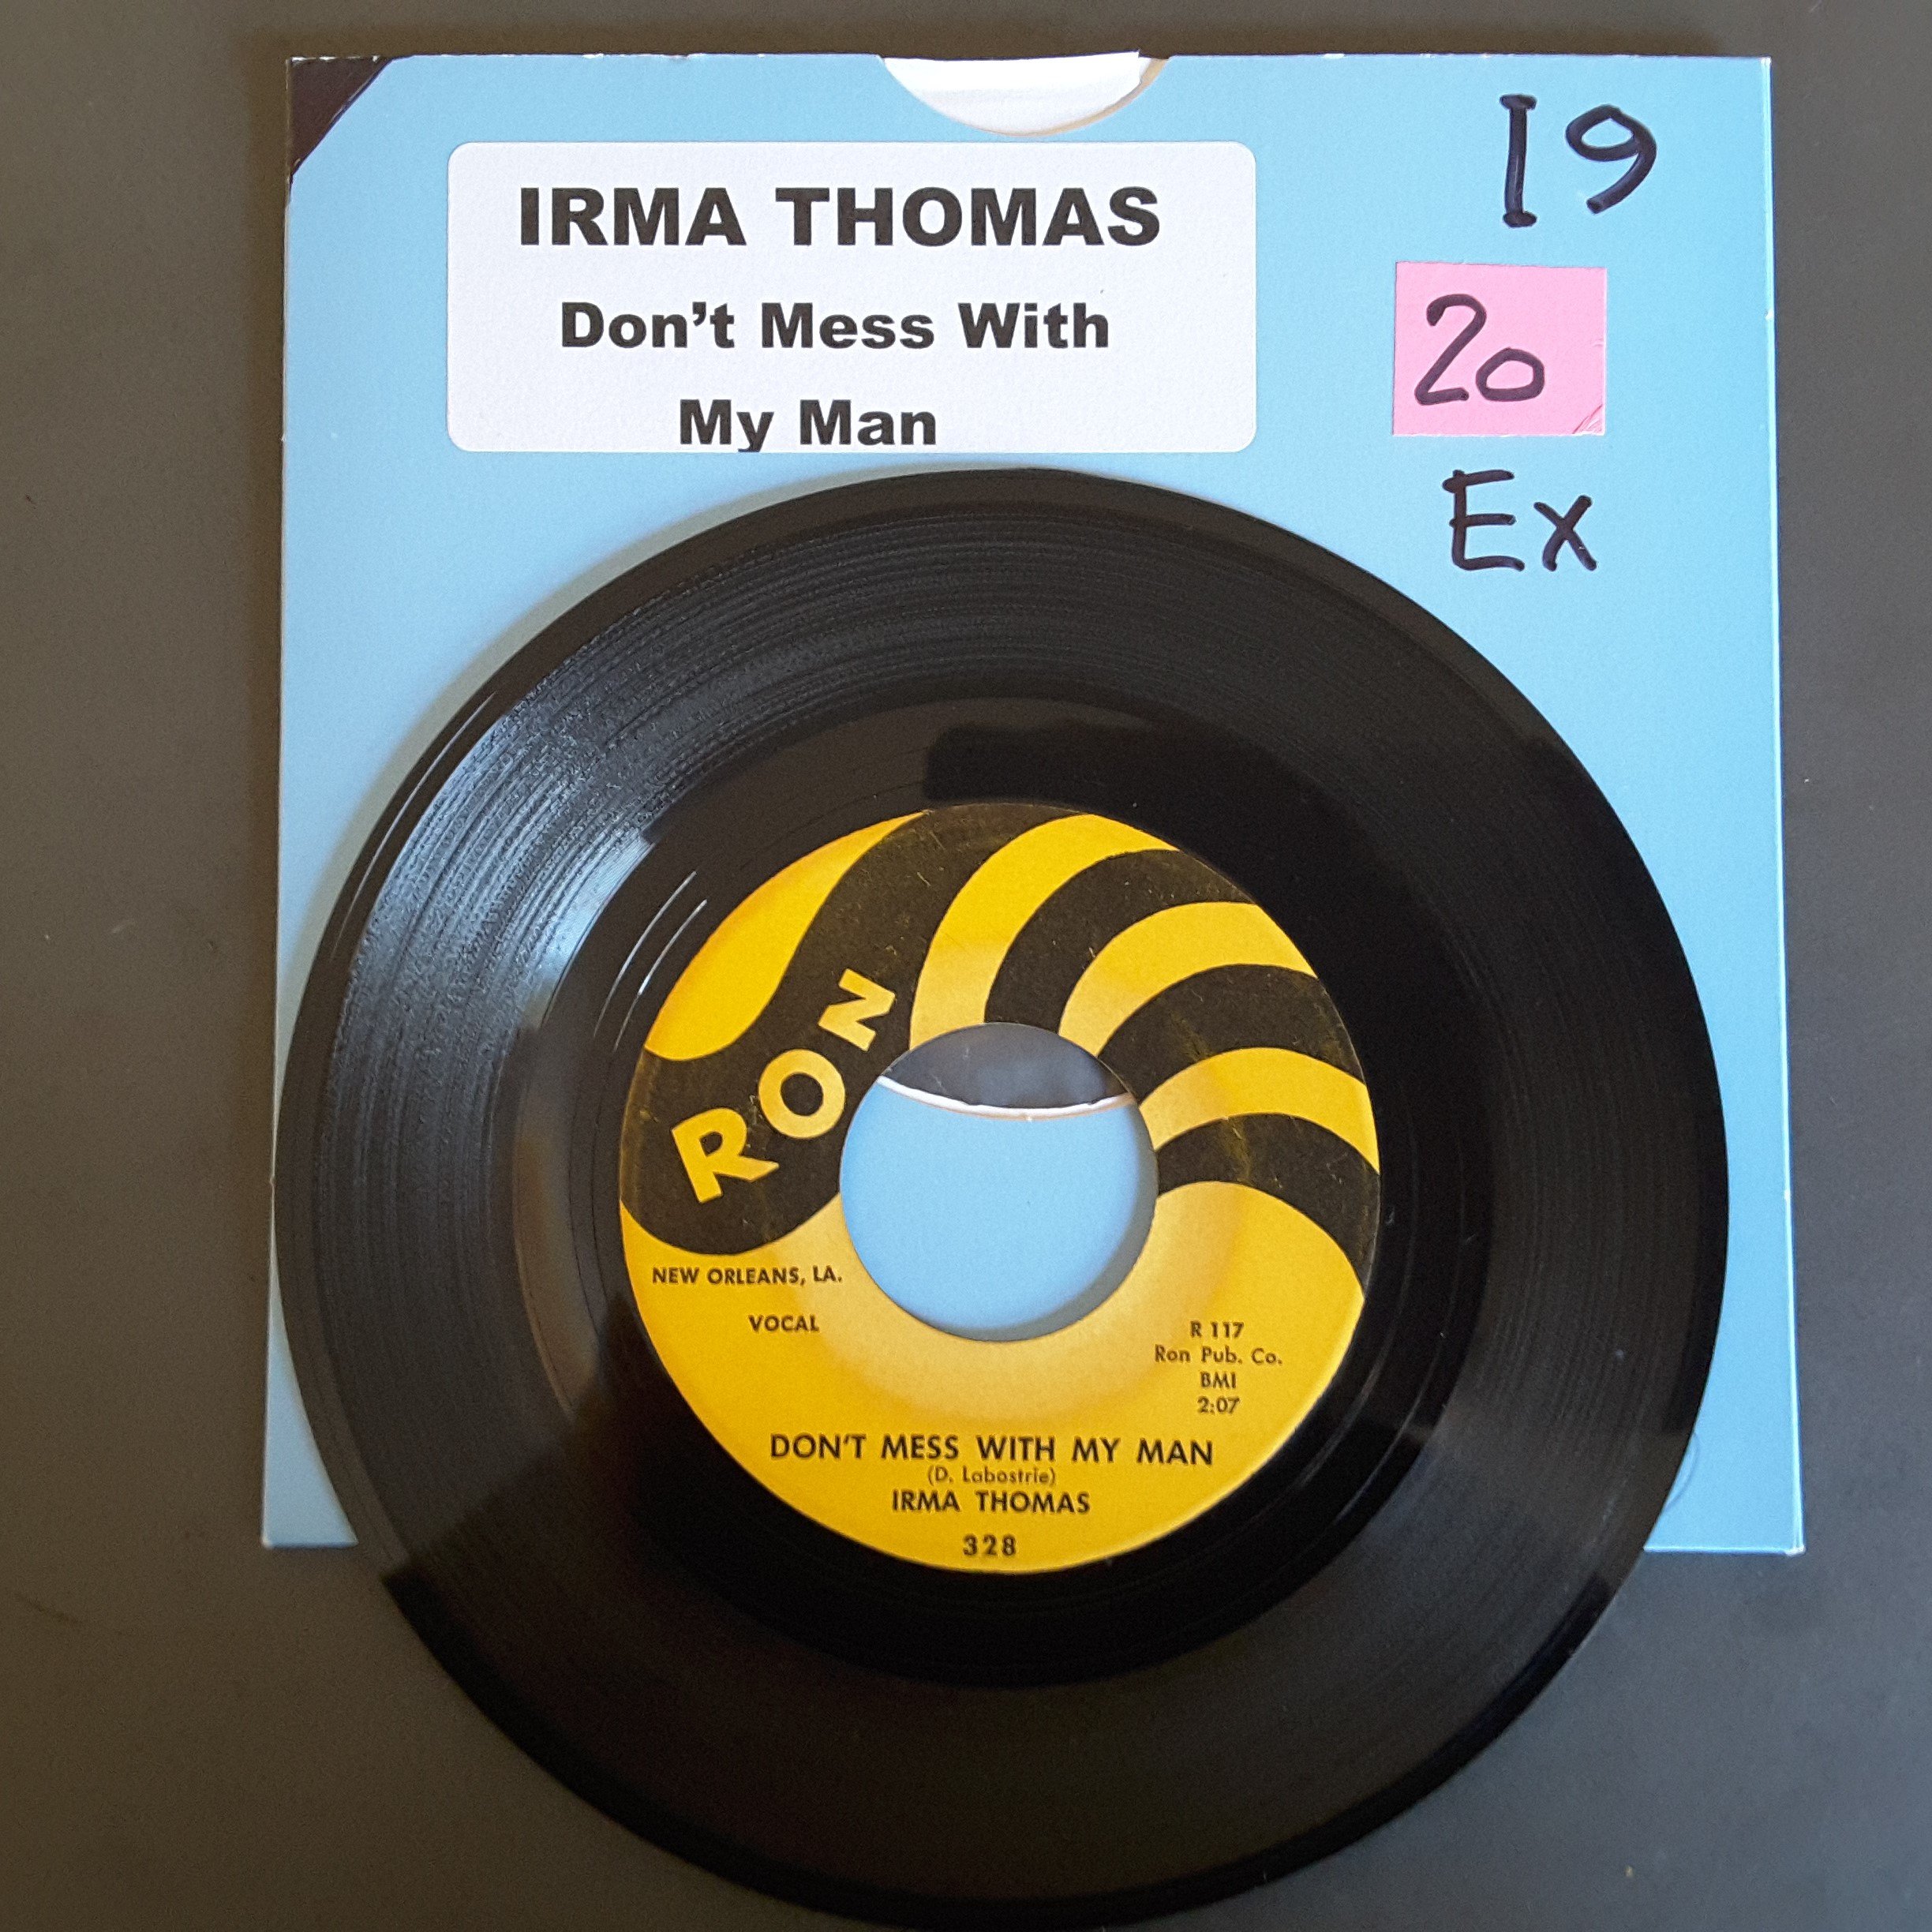 IRMA THOMAS
Don't Mess With
My Man
19
20
Ex
RON
NEW ORLEANS, LA.
VOCAL
R 117
Ron Pub. Co.
BMI
2:07
DON'T MESS WITH MY MAN
(D. Labostrie)
IRMA THOMAS
328